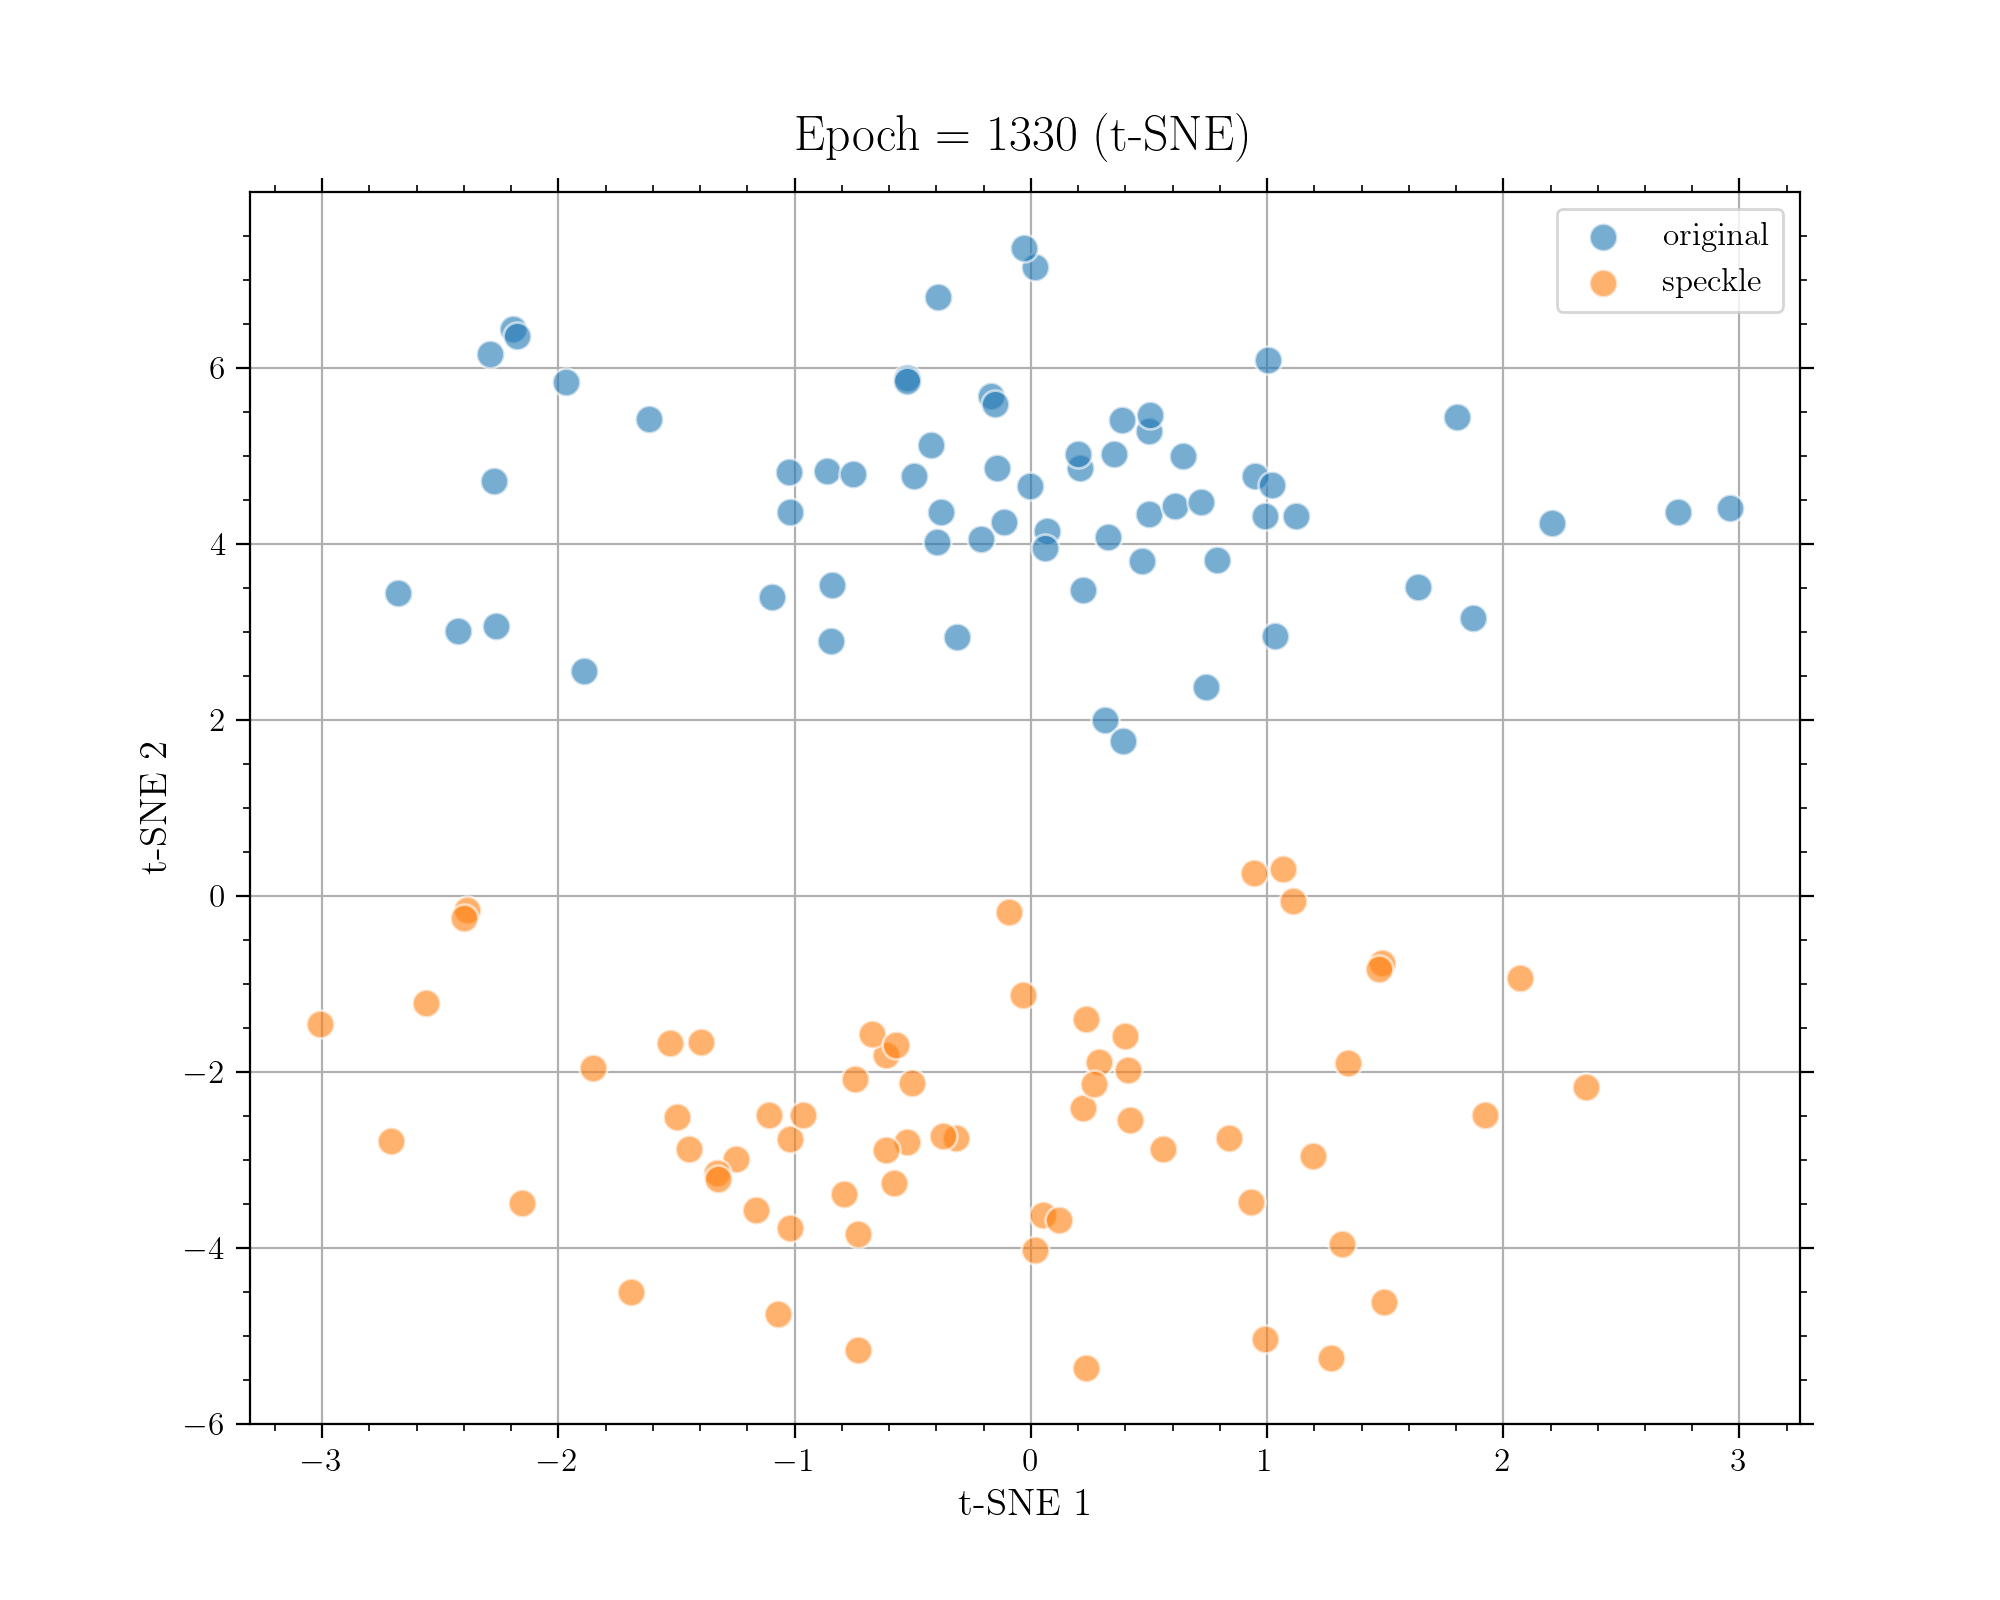 Epoch = 1330 (t-SNE)
original
speckle
t-SNE 2
6
4
2
0
−2
−4
−6
−3 −2 −1 0 1 2 3
t-SNE 1